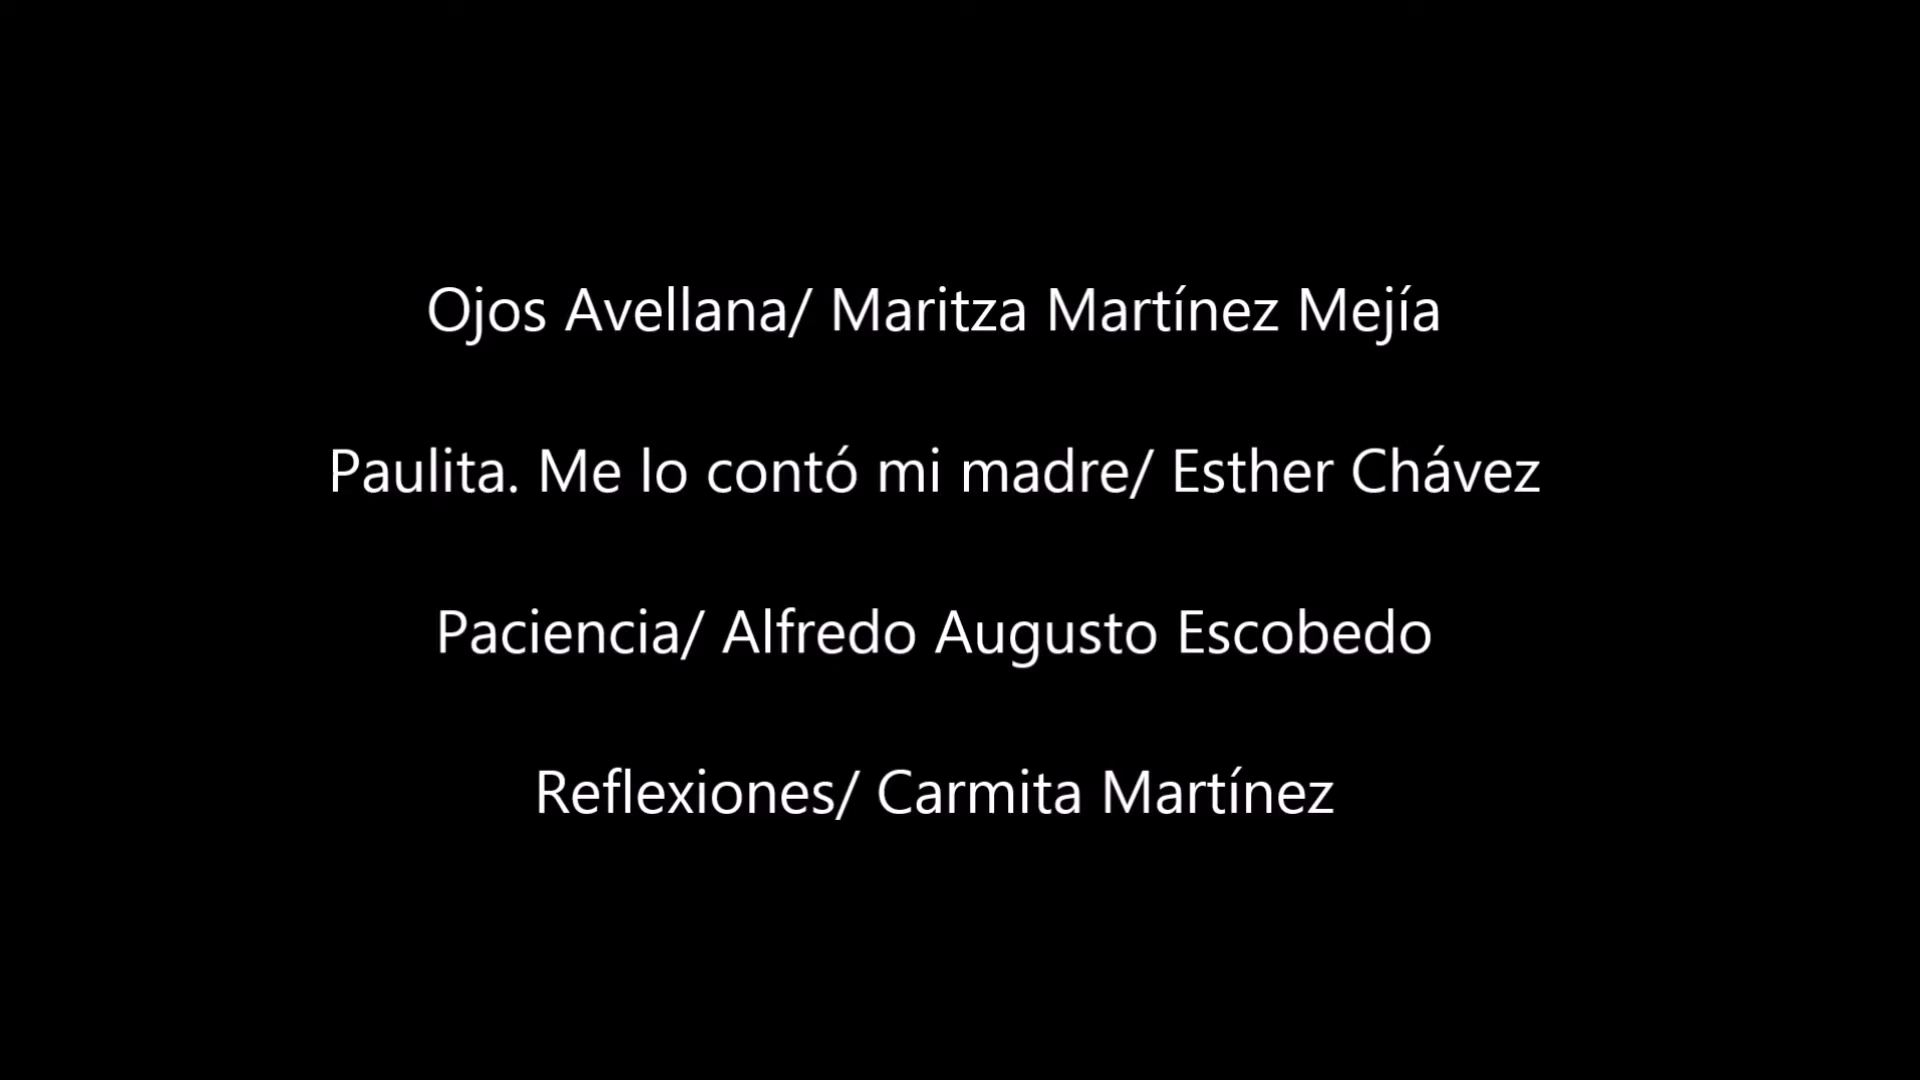 Ojos Avellana/ Maritza Martínez Mejía
Paulita. Me lo contó mi madre/ Esther Chávez
Paciencia/ Alfredo Augusto Escobedo
Reflexiones/ Carmita Martínez